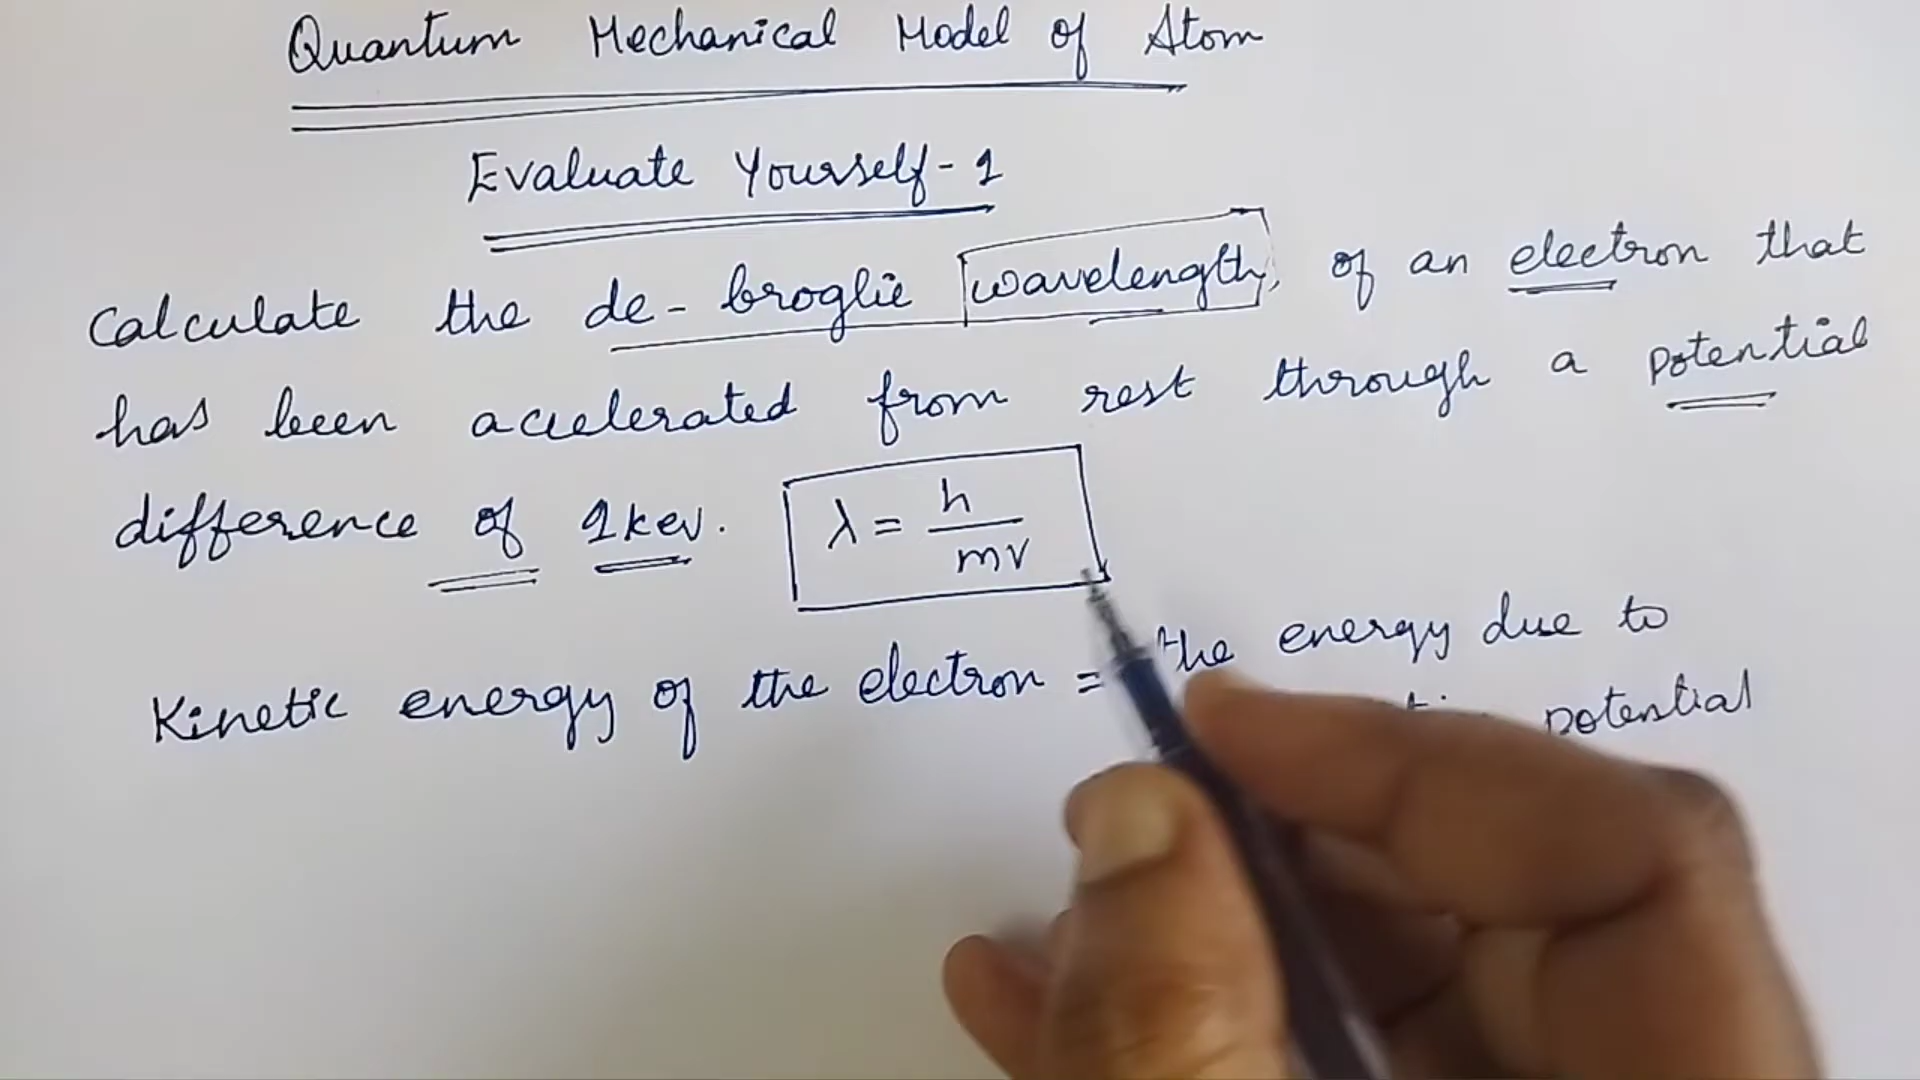 Quantum Mechanical Model of Atom
Evaluate Yourself-1
Calculate the de-broglie wavelength, of an electron that
has been accelerated from rest through a potential
difference of 1kev.
λ = h/mv
Kinetic energy of the electron = the energy due to
potential